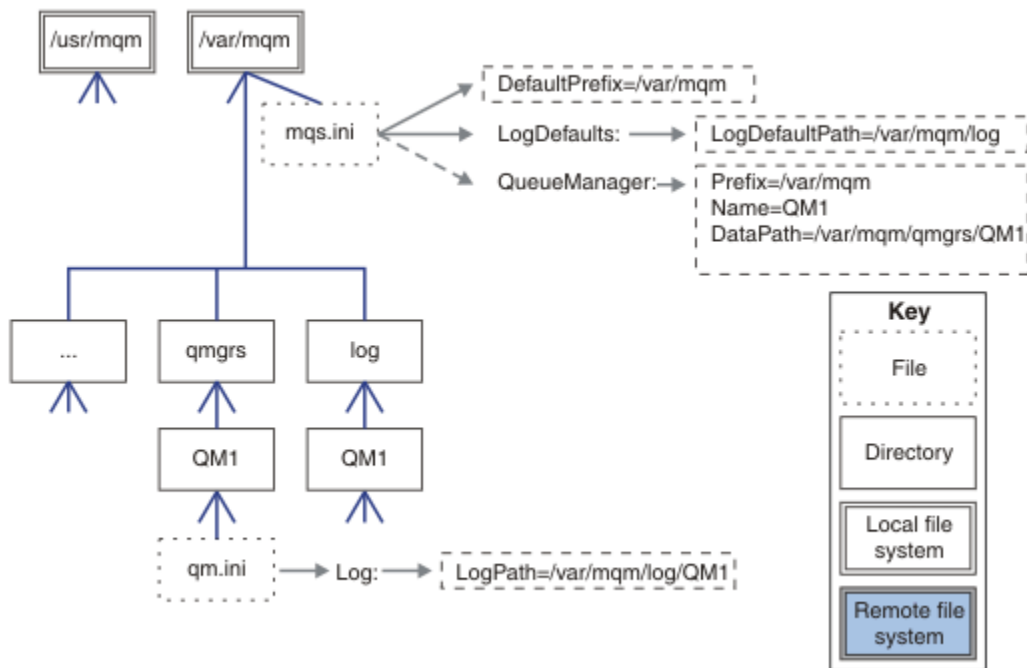 /usr/mqm
/var/mqm
mqs.ini
DefaultPrefix=/var/mqm
LogDefaults:
LogDefaultPath=/var/mqm/log
QueueManager:
Prefix=/var/mqm
Name=QM1
DataPath=/var/mqm/qmgrs/QM1
...
qmgrs
log
QM1
QM1
qm.ini
Log:
LogPath=/var/mqm/log/QM1
Key
File
Directory
Local file
system
Remote file
system